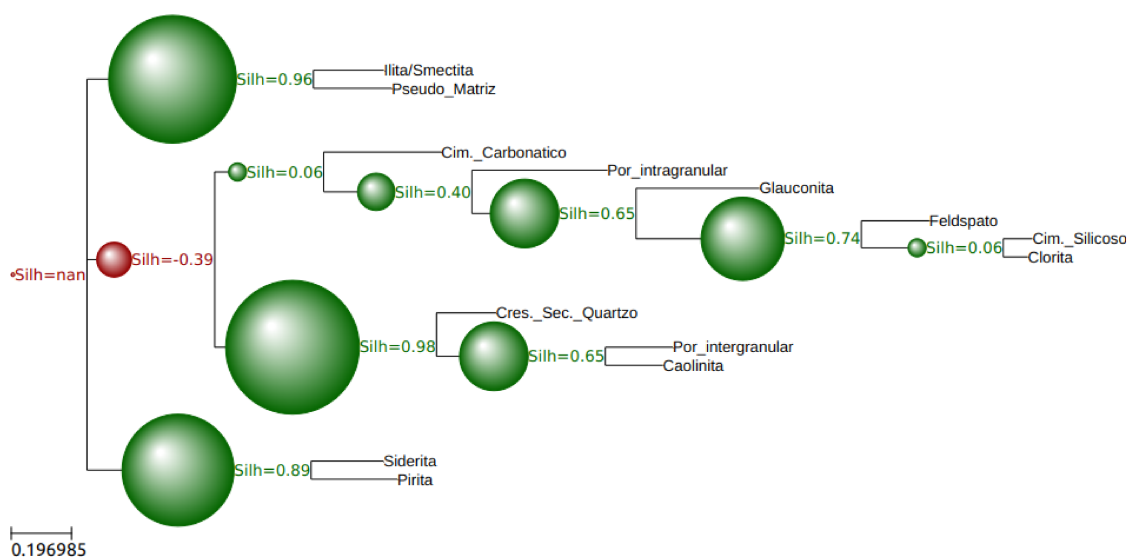 Ilita/Smectita
Silh=0.96
Pseudo_Matriz
Cim._Carbonatico
Silh=0.06
Por_intragranular
Silh=0.40
Glauconita
Silh=0.65
Feldspato
Silh=0.74
Cim._Silicoso
Silh=0.06
Clorita
Silh=-0.39
Silh=nan
Cres._Sec._Quartzo
Silh=0.98
Por_intergranular
Silh=0.65
Caolinita
Siderita
Silh=0.89
Pirita
0.196985